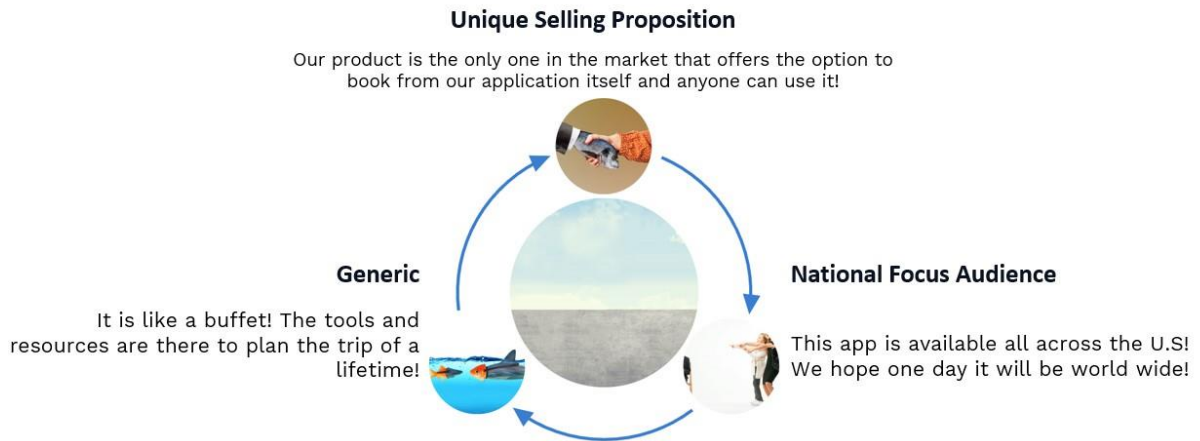 Unique Selling Proposition
Our product is the only one in the market that offers the option to
book from our application itself and anyone can use it!
Generic
It is like a buffet! The tools and
resources are there to plan the trip of a
lifetime!
National Focus Audience
This app is available all across the U.S!
We hope one day it will be world wide!